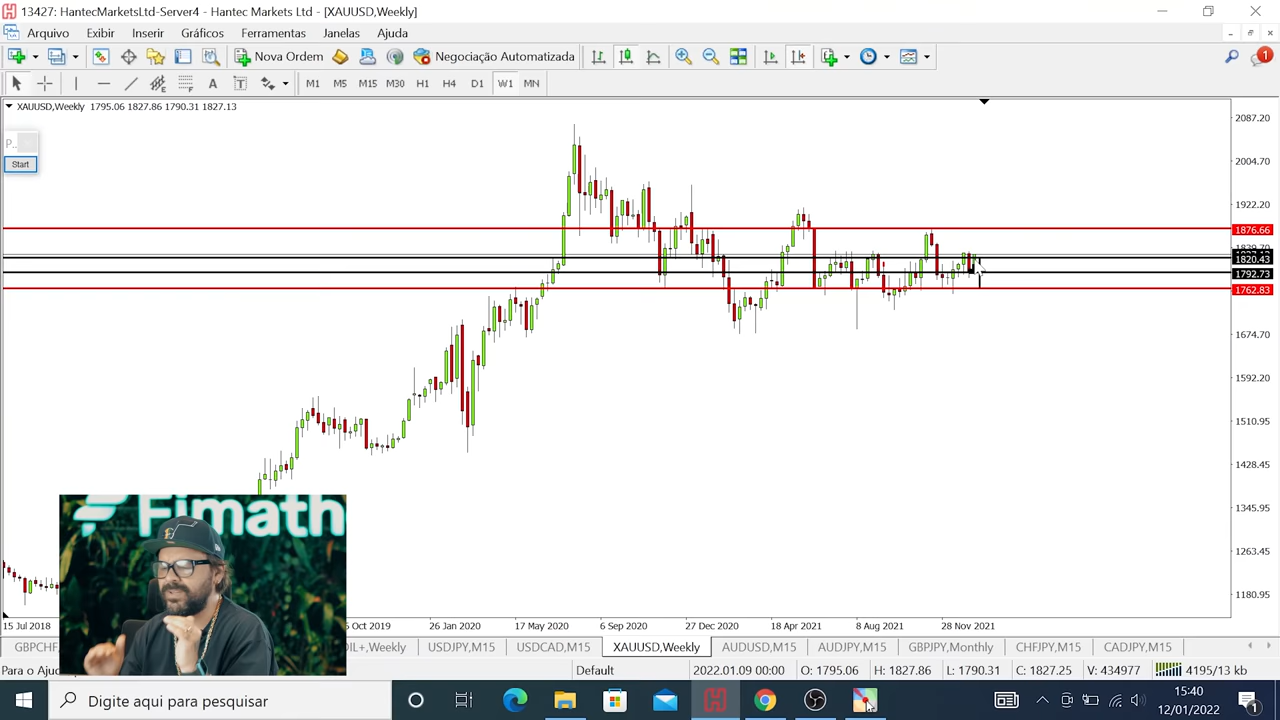 13427: HantecMarketsLtd-Server4 - Hantec Markets Ltd - [XAUUSD,Weekly]
Arquivo Exibir Inserir Gráficos Ferramentas Janelas Ajuda
Nova Ordem Negociação Automatizada 1
A T M1 M5 M15 M30 H1 H4 D1 W1 MN
XAUUSD,Weekly 1795.06 1827.86 1790.31 1827.13
P...
Start
2087.20
2004.70
1922.20
1876.66
1839.70
1820.43
1792.73
1762.83
1674.70
1592.20
1510.95
1428.45
1345.95
1263.45
1180.95
Fimath
15 Jul 2018 Oct 2019 26 Jan 2020 17 May 2020 6 Sep 2020 27 Dec 2020 18 Apr 2021 8 Aug 2021 28 Nov 2021
GBPCHF, OIL+,Weekly USDJPY,M15 USDCAD,M15 XAUUSD,Weekly AUDUSD,M15 AUDJPY,M15 GBPJPY,Monthly CHFJPY,M15 CADJPY,M15
Para o Aju Default 2022.01.09 00:00 O: 1795.06 H: 1827.86 L: 1790.31 C: 1827.25 V: 434977 4195/13 kb
Digite aqui para pesquisar
15:40
12/01/2022
1